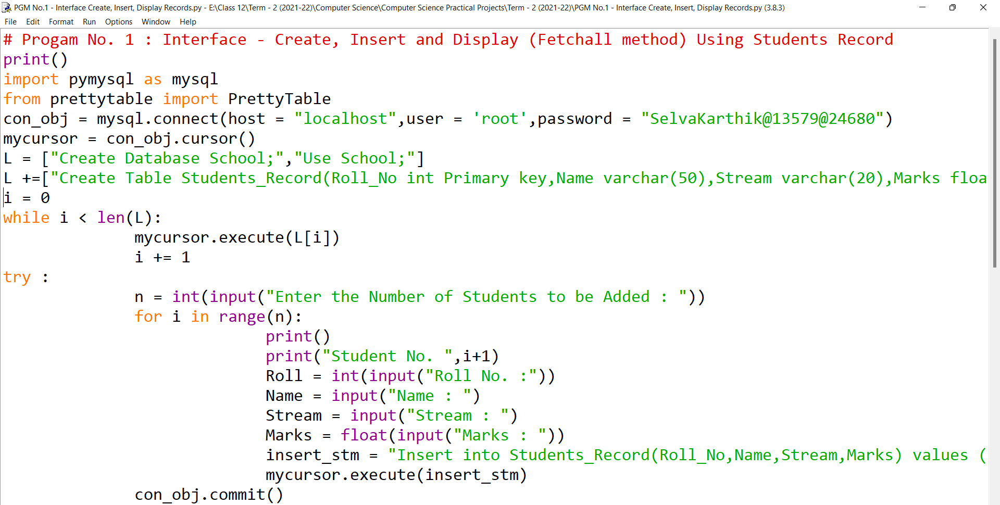 PGM No.1 - Interface Create, Insert, Display Records.py - E:\Class 12\Term - 2 (2021-22)\Computer Science\Computer Science Practical Projects\Term - 2 (2021-22)\PGM No.1 - Interface Create, Insert, Display Records.py (3.8.3)
File Edit Format Run Options Window Help
# Progam No. 1 : Interface - Create, Insert and Display (Fetchall method) Using Students Record
print()
import pymysql as mysql
from prettytable import PrettyTable
con_obj = mysql.connect(host = "localhost",user = 'root',password = "SelvaKarthik@13579@24680")
mycursor = con_obj.cursor()
L = ["Create Database School;","Use School;"]
L +=["Create Table Students_Record(Roll_No int Primary key,Name varchar(50),Stream varchar(20),Marks floa
i = 0
while i < len(L):
mycursor.execute(L[i])
i += 1
try :
n = int(input("Enter the Number of Students to be Added : "))
for i in range(n):
print()
print("Student No. ",i+1)
Roll = int(input("Roll No. :"))
Name = input("Name : ")
Stream = input("Stream : ")
Marks = float(input("Marks : "))
insert_stm = "Insert into Students_Record(Roll_No,Name,Stream,Marks) values (
mycursor.execute(insert_stm)
con_obj.commit()